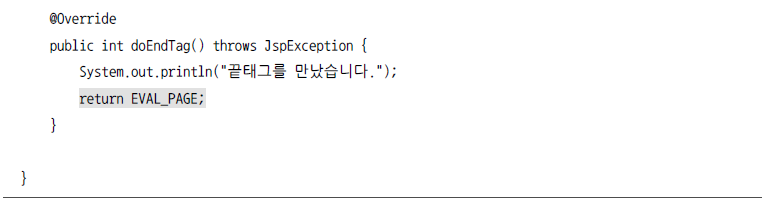 @Override
public int doEndTag() throws JspException {
System.out.println("끝태그를 만났습니다.");
return EVAL_PAGE;
}
}